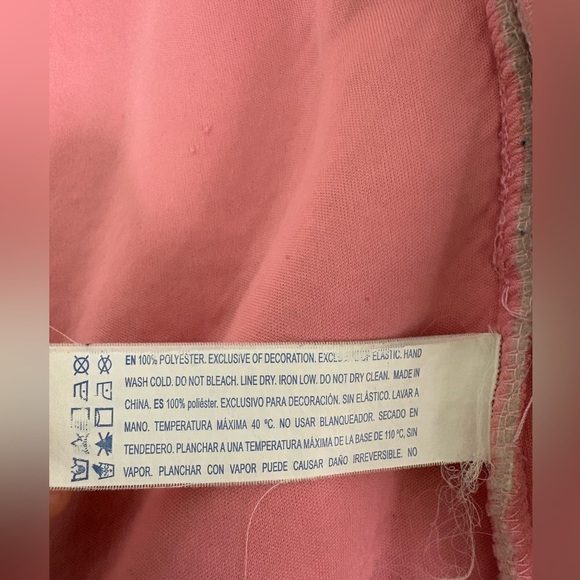 EN 100% POLYESTER. EXCLUSIVE OF DECORATION. EXCLUSIVE OF ELASTIC. HAND
WASH COLD. DO NOT BLEACH. LINE DRY. IRON LOW. DO NOT DRY CLEAN. MADE IN
CHINA. ES 100% poliéster. EXCLUSIVO PARA DECORACIÓN. SIN ELÁSTICO. LAVAR A
MANO. TEMPERATURA MÁXIMA 40 ºC. NO USAR BLANQUEADOR. SECADO EN
TENDEDERO. PLANCHAR A UNA TEMPERATURA MÁXIMA DE LA BASE DE 110 ºC, SIN
VAPOR. PLANCHAR CON VAPOR PUEDE CAUSAR DAÑO IRREVERSIBLE. NO